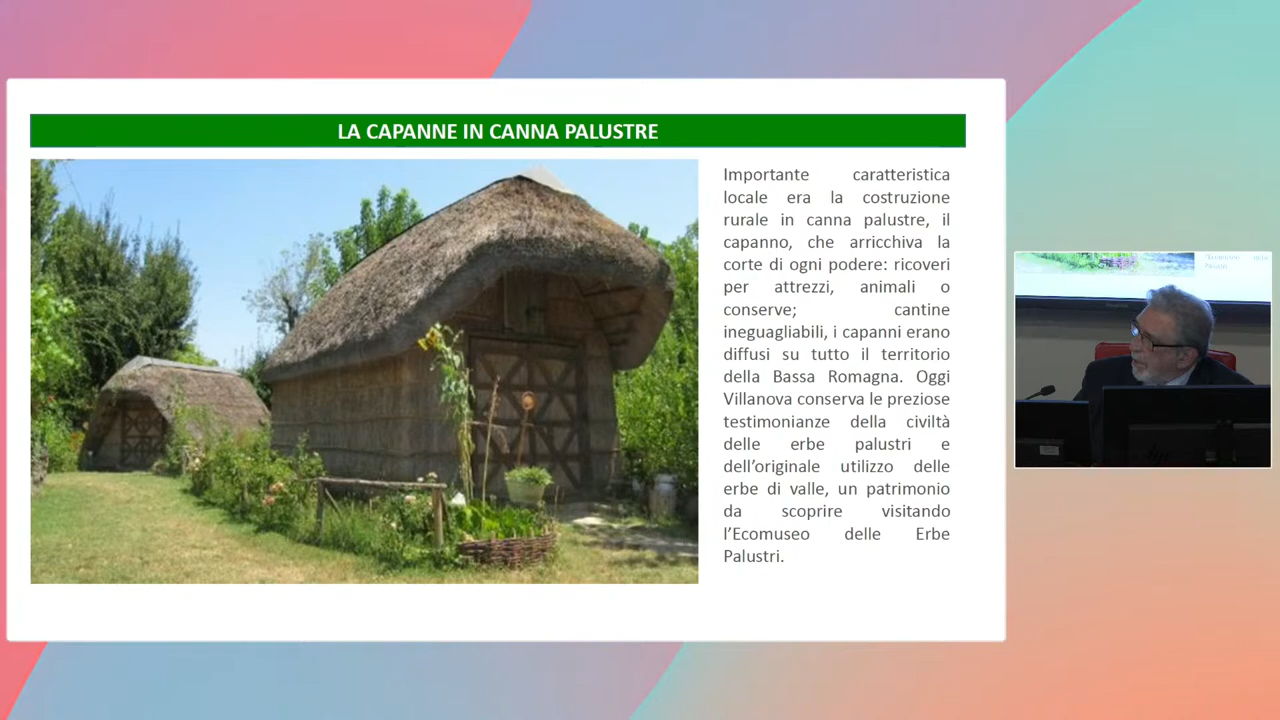 LA CAPANNE IN CANNA PALUSTRE
Importante caratteristica
locale era la costruzione
rurale in canna palustre, il
capanno, che arricchiva la
corte di ogni podere: ricoveri
per attrezzi, animali o
conserve; cantine
ineguagliabili, i capanni erano
diffusi su tutto il territorio
della Bassa Romagna. Oggi
Villanova conserva le preziose
testimonianze della civiltà
delle erbe palustri e
dell'originale utilizzo delle
erbe di valle, un patrimonio
da scoprire visitando
l'Ecomuseo delle Erbe
Palustri.